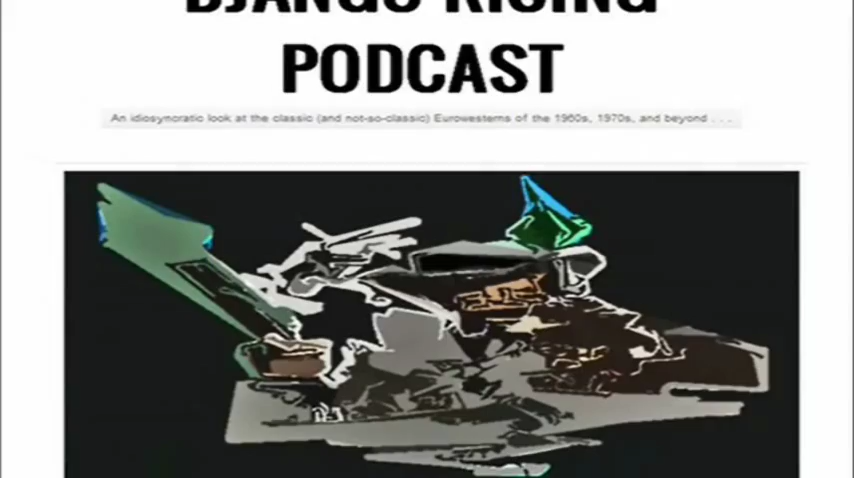 DJANGO RISING
PODCAST
An idiosyncratic look at the classic (and not-so-classic) Eurowesterns of the 1960s, 1970s, and beyond . . .